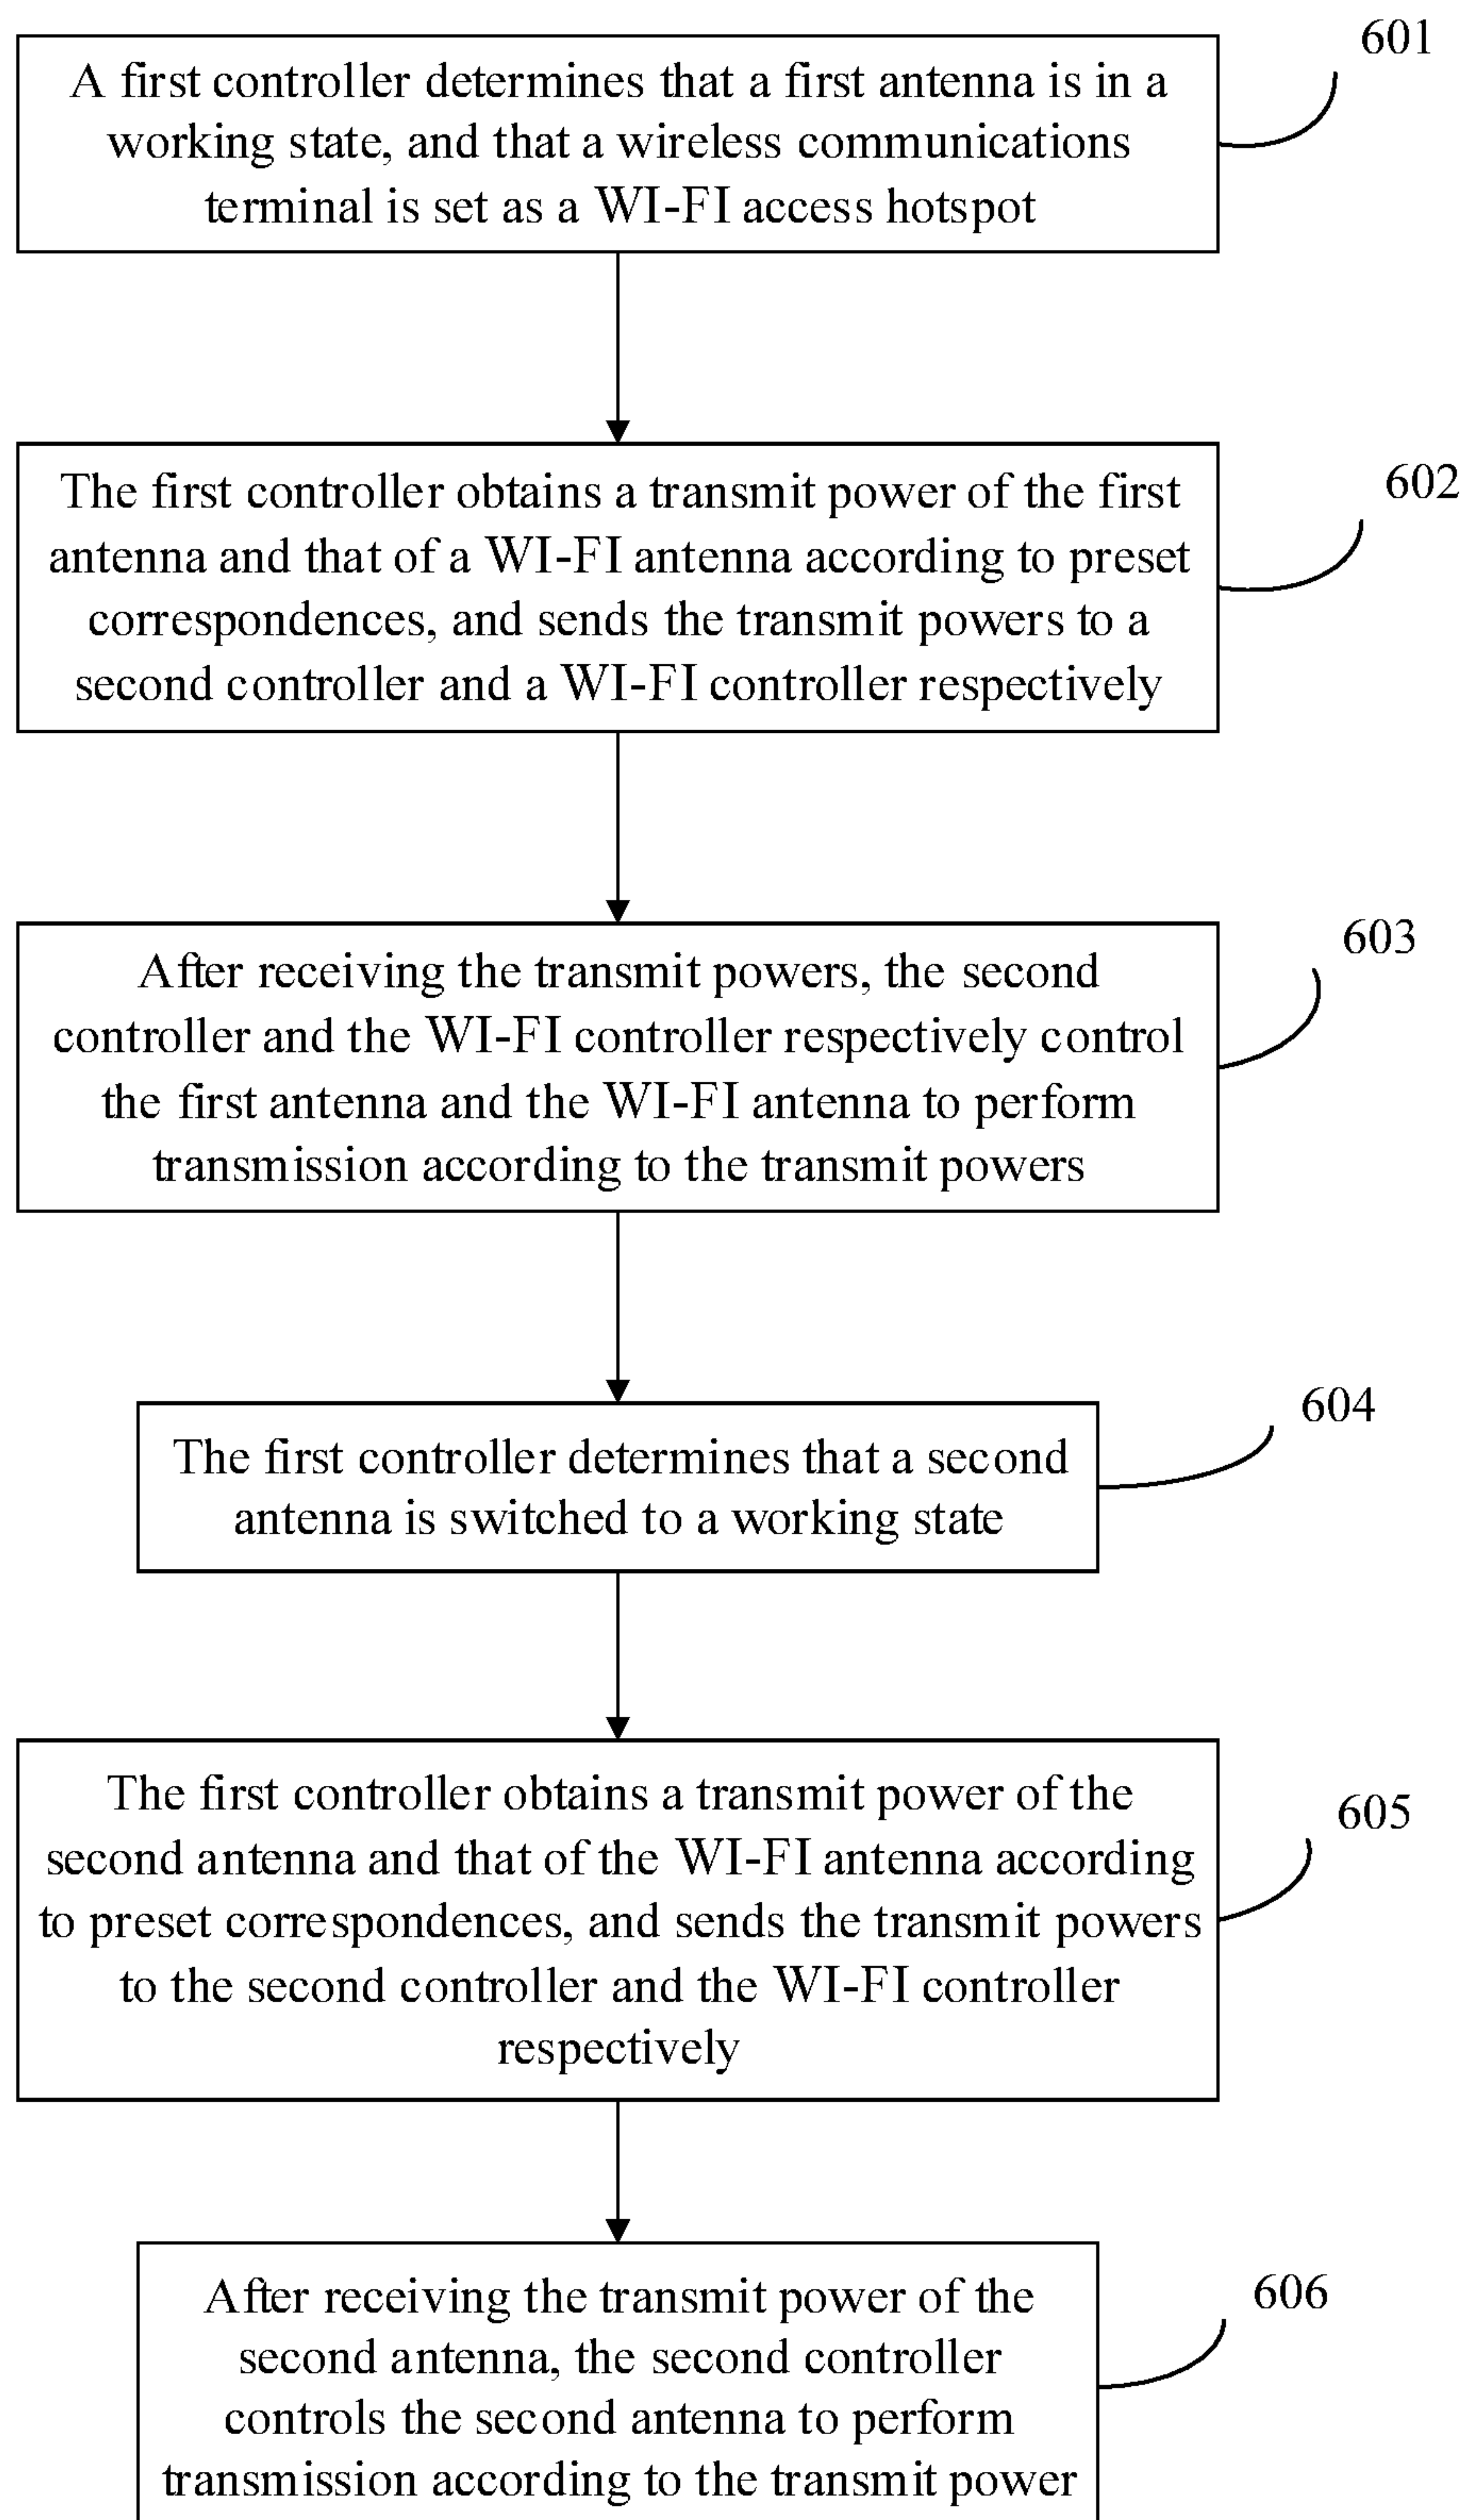 601
A first controller determines that a first antenna is in a
working state, and that a wireless communications
terminal is set as a WI-FI access hotspot
602
The first controller obtains a transmit power of the first
antenna and that of a WI-FI antenna according to preset
correspondences, and sends the transmit powers to a
second controller and a WI-FI controller respectively
603
After receiving the transmit powers, the second
controller and the WI-FI controller respectively control
the first antenna and the WI-FI antenna to perform
transmission according to the transmit powers
604
The first controller determines that a second
antenna is switched to a working state
605
The first controller obtains a transmit power of the
second antenna and that of the WI-FI antenna according
to preset correspondences, and sends the transmit powers
to the second controller and the WI-FI controller
respectively
606
After receiving the transmit power of the
second antenna, the second controller
controls the second antenna to perform
transmission according to the transmit power